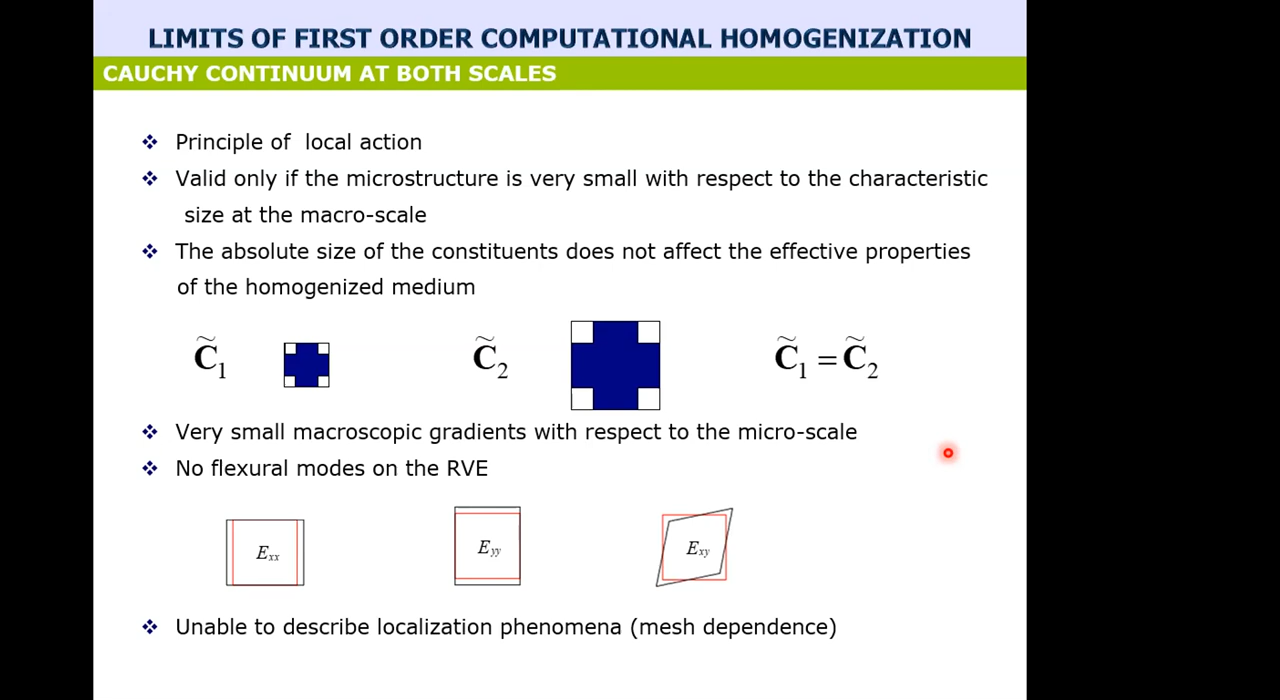 LIMITS OF FIRST ORDER COMPUTATIONAL HOMOGENIZATION
CAUCHY CONTINUUM AT BOTH SCALES
❖ Principle of  local action
❖ Valid only if the microstructure is very small with respect to the characteristic
size at the macro-scale
❖ The absolute size of the constituents does not affect the effective properties
of the homogenized medium
C̃₁ C̃₂ C̃₁ = C̃₂
❖ Very small macroscopic gradients with respect to the micro-scale
❖ No flexural modes on the RVE
Exx Eyy Exy
❖ Unable to describe localization phenomena (mesh dependence)